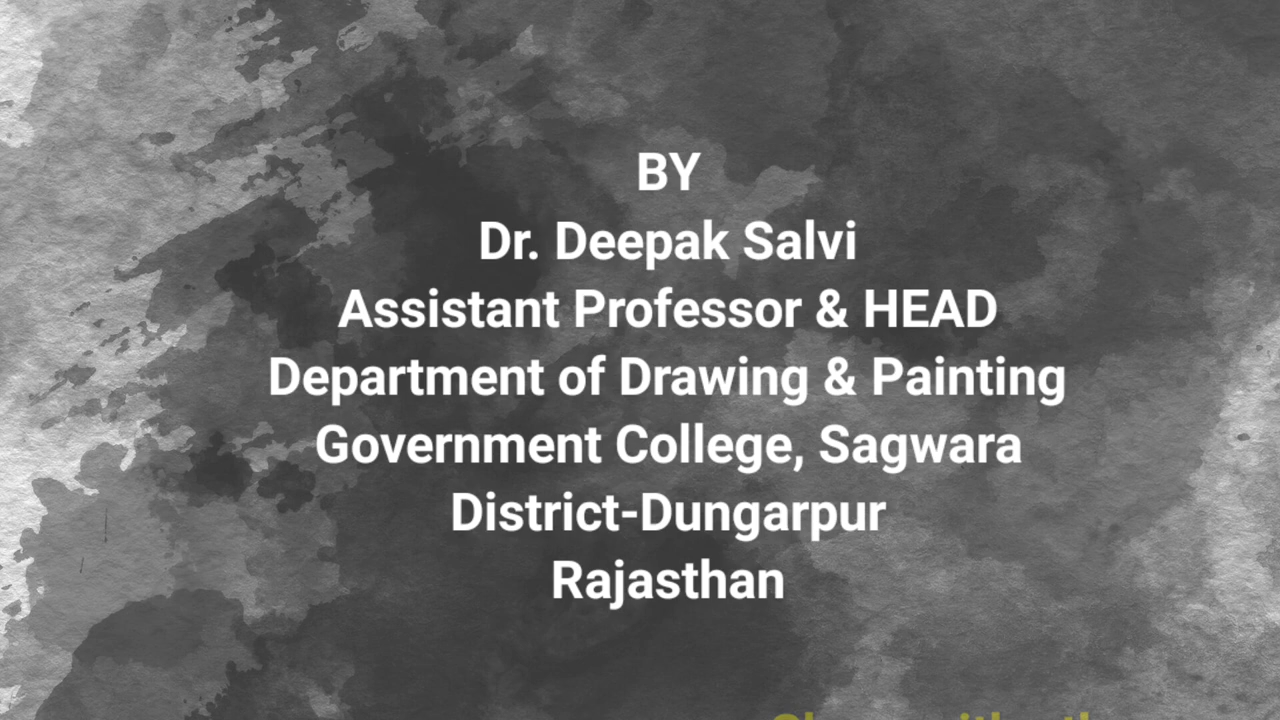 BY
Dr. Deepak Salvi
Assistant Professor & HEAD
Department of Drawing & Painting
Government College, Sagwara
District-Dungarpur
Rajasthan